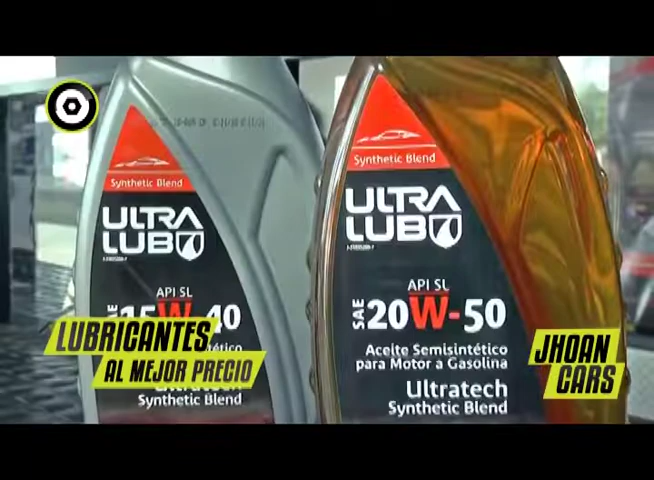 Synthetic Blend
ULTRA
LUB
API SL
15W-40
LUBRICANTES
AL MEJOR PRECIO
Synthetic Blend
Synthetic Blend
ULTRA
LUB
API SL
SAE 20W-50
Aceite Semisintético
para Motor a Gasolina
Ultratech
Synthetic Blend
JHOAN
CARS